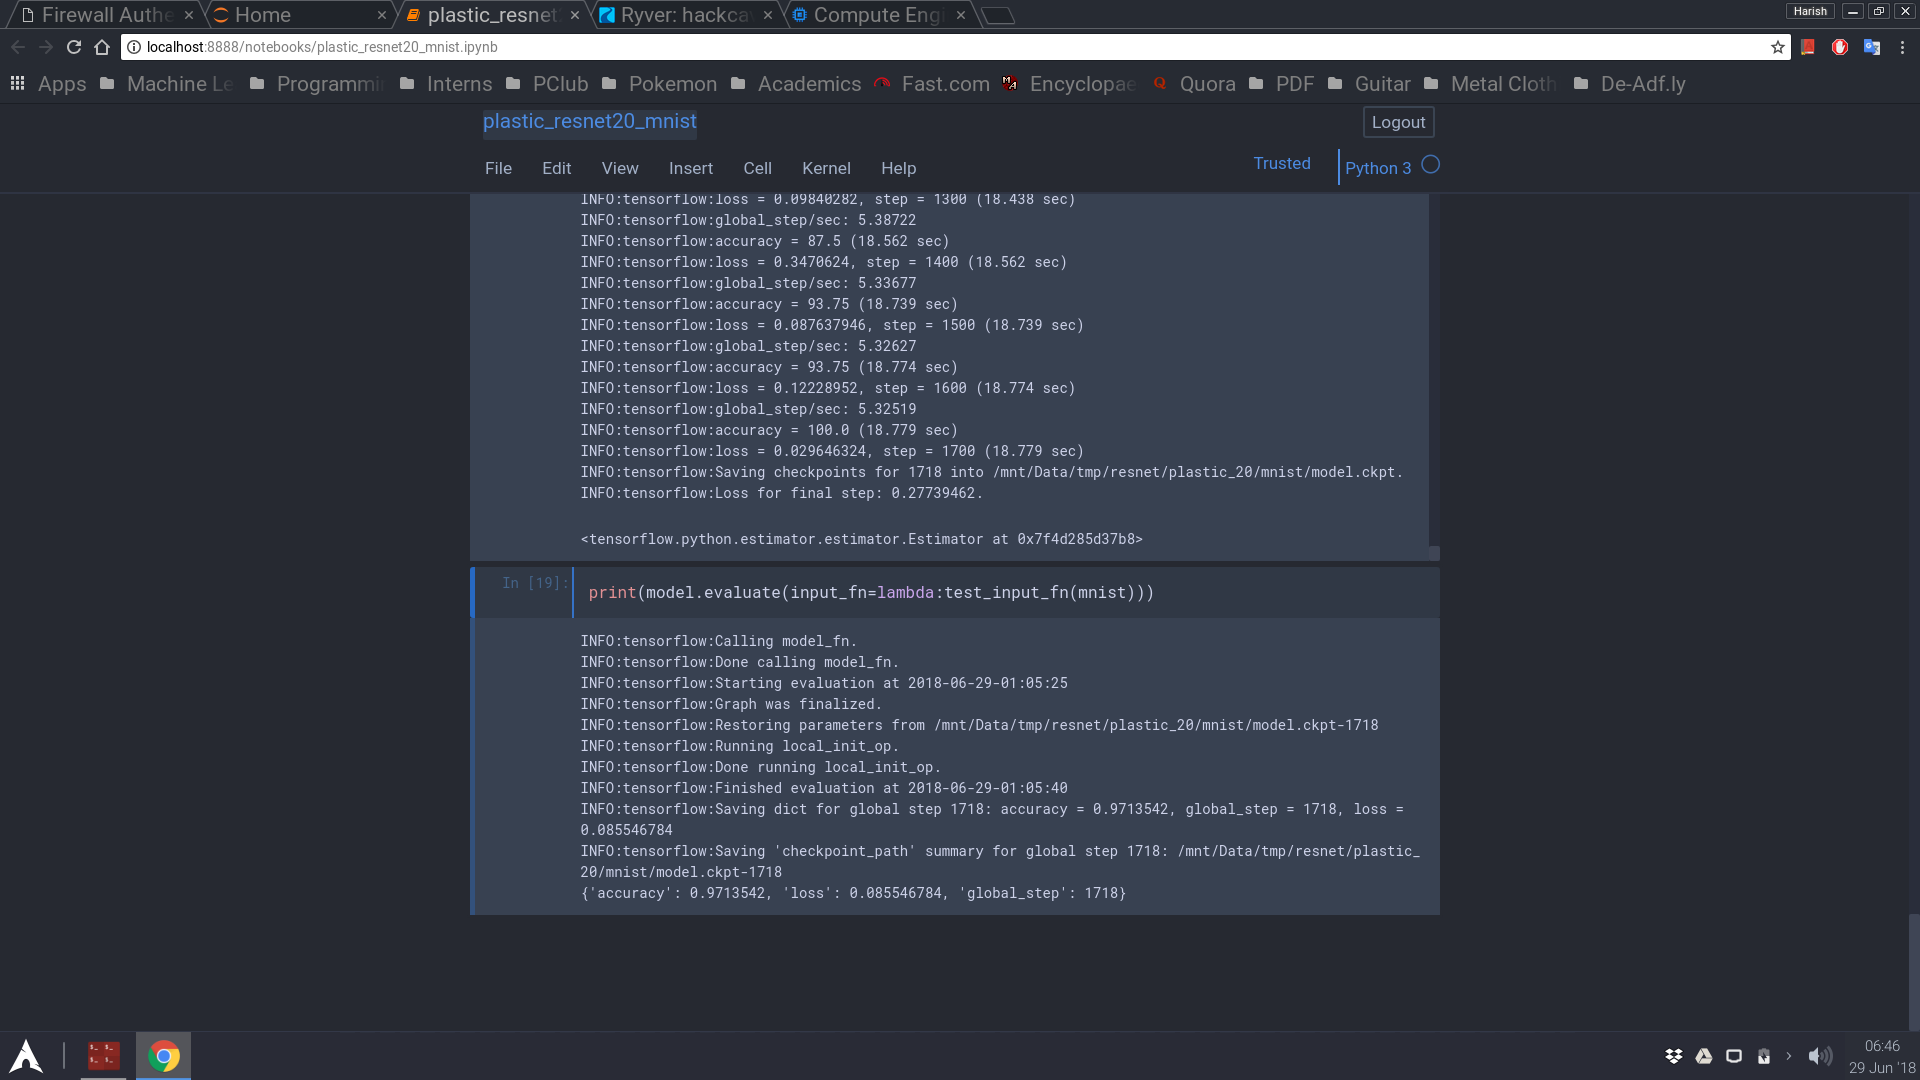 Firewall Authe
Home
plastic_resnet2
Ryver: hackcav
Compute Engi
Harish
localhost:8888/notebooks/plastic_resnet20_mnist.ipynb
Apps Machine Le Programmi Interns PClub Pokemon Academics Fast.com Encyclopae Quora PDF Guitar Metal Cloth De-Adf.ly
plastic_resnet20_mnist
Logout
File Edit View Insert Cell Kernel Help
Trusted
Python 3
INFO:tensorflow:loss = 0.09840282, step = 1300 (18.438 sec)
INFO:tensorflow:global_step/sec: 5.38722
INFO:tensorflow:accuracy = 87.5 (18.562 sec)
INFO:tensorflow:loss = 0.3470624, step = 1400 (18.562 sec)
INFO:tensorflow:global_step/sec: 5.33677
INFO:tensorflow:accuracy = 93.75 (18.739 sec)
INFO:tensorflow:loss = 0.087637946, step = 1500 (18.739 sec)
INFO:tensorflow:global_step/sec: 5.32627
INFO:tensorflow:accuracy = 93.75 (18.774 sec)
INFO:tensorflow:loss = 0.12228952, step = 1600 (18.774 sec)
INFO:tensorflow:global_step/sec: 5.32519
INFO:tensorflow:accuracy = 100.0 (18.779 sec)
INFO:tensorflow:loss = 0.029646324, step = 1700 (18.779 sec)
INFO:tensorflow:Saving checkpoints for 1718 into /mnt/Data/tmp/resnet/plastic_20/mnist/model.ckpt.
INFO:tensorflow:Loss for final step: 0.27739462.
<tensorflow.python.estimator.estimator.Estimator at 0x7f4d285d37b8>
In [19]: print(model.evaluate(input_fn=lambda:test_input_fn(mnist)))
INFO:tensorflow:Calling model_fn.
INFO:tensorflow:Done calling model_fn.
INFO:tensorflow:Starting evaluation at 2018-06-29-01:05:25
INFO:tensorflow:Graph was finalized.
INFO:tensorflow:Restoring parameters from /mnt/Data/tmp/resnet/plastic_20/mnist/model.ckpt-1718
INFO:tensorflow:Running local_init_op.
INFO:tensorflow:Done running local_init_op.
INFO:tensorflow:Finished evaluation at 2018-06-29-01:05:40
INFO:tensorflow:Saving dict for global step 1718: accuracy = 0.9713542, global_step = 1718, loss =
0.085546784
INFO:tensorflow:Saving 'checkpoint_path' summary for global step 1718: /mnt/Data/tmp/resnet/plastic_
20/mnist/model.ckpt-1718
{'accuracy': 0.9713542, 'loss': 0.085546784, 'global_step': 1718}
06:46
29 Jun '18